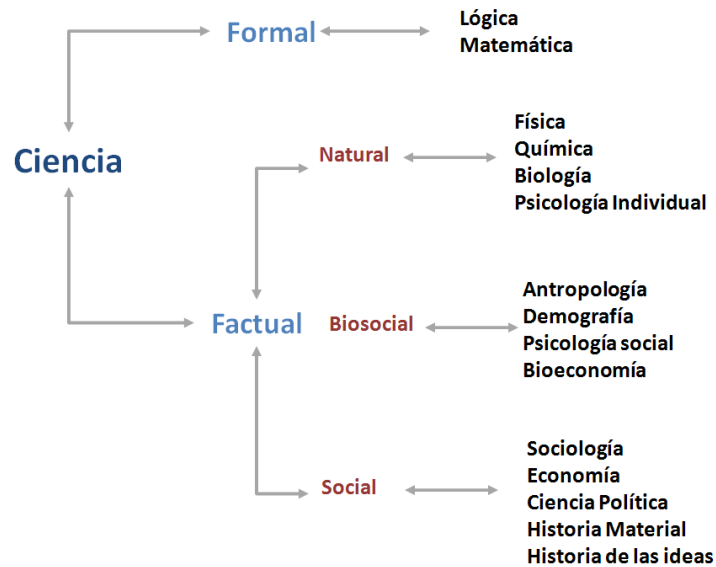 Formal
Lógica
Matemática
Ciencia
Natural
Física
Química
Biología
Psicología Individual
Factual
Biosocial
Antropología
Demografía
Psicología social
Bioeconomía
Social
Sociología
Economía
Ciencia Política
Historia Material
Historia de las ideas